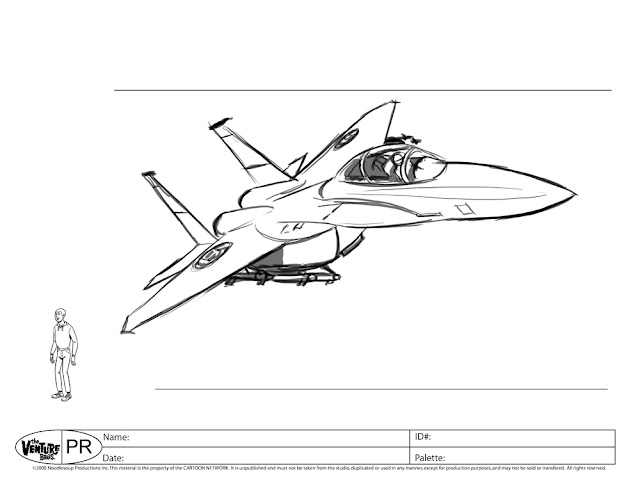 the
VENTURE
BROS.
PR
Name:
ID#:
Date:
Palette:
©2005 Noodlesoup Productions Inc. This material is the property of the CARTOON NETWORK. It is unpublished and must not be taken from the studio, duplicated or used in any manner, except for production purposes, and may not be sold or transfered. All rights reserved.